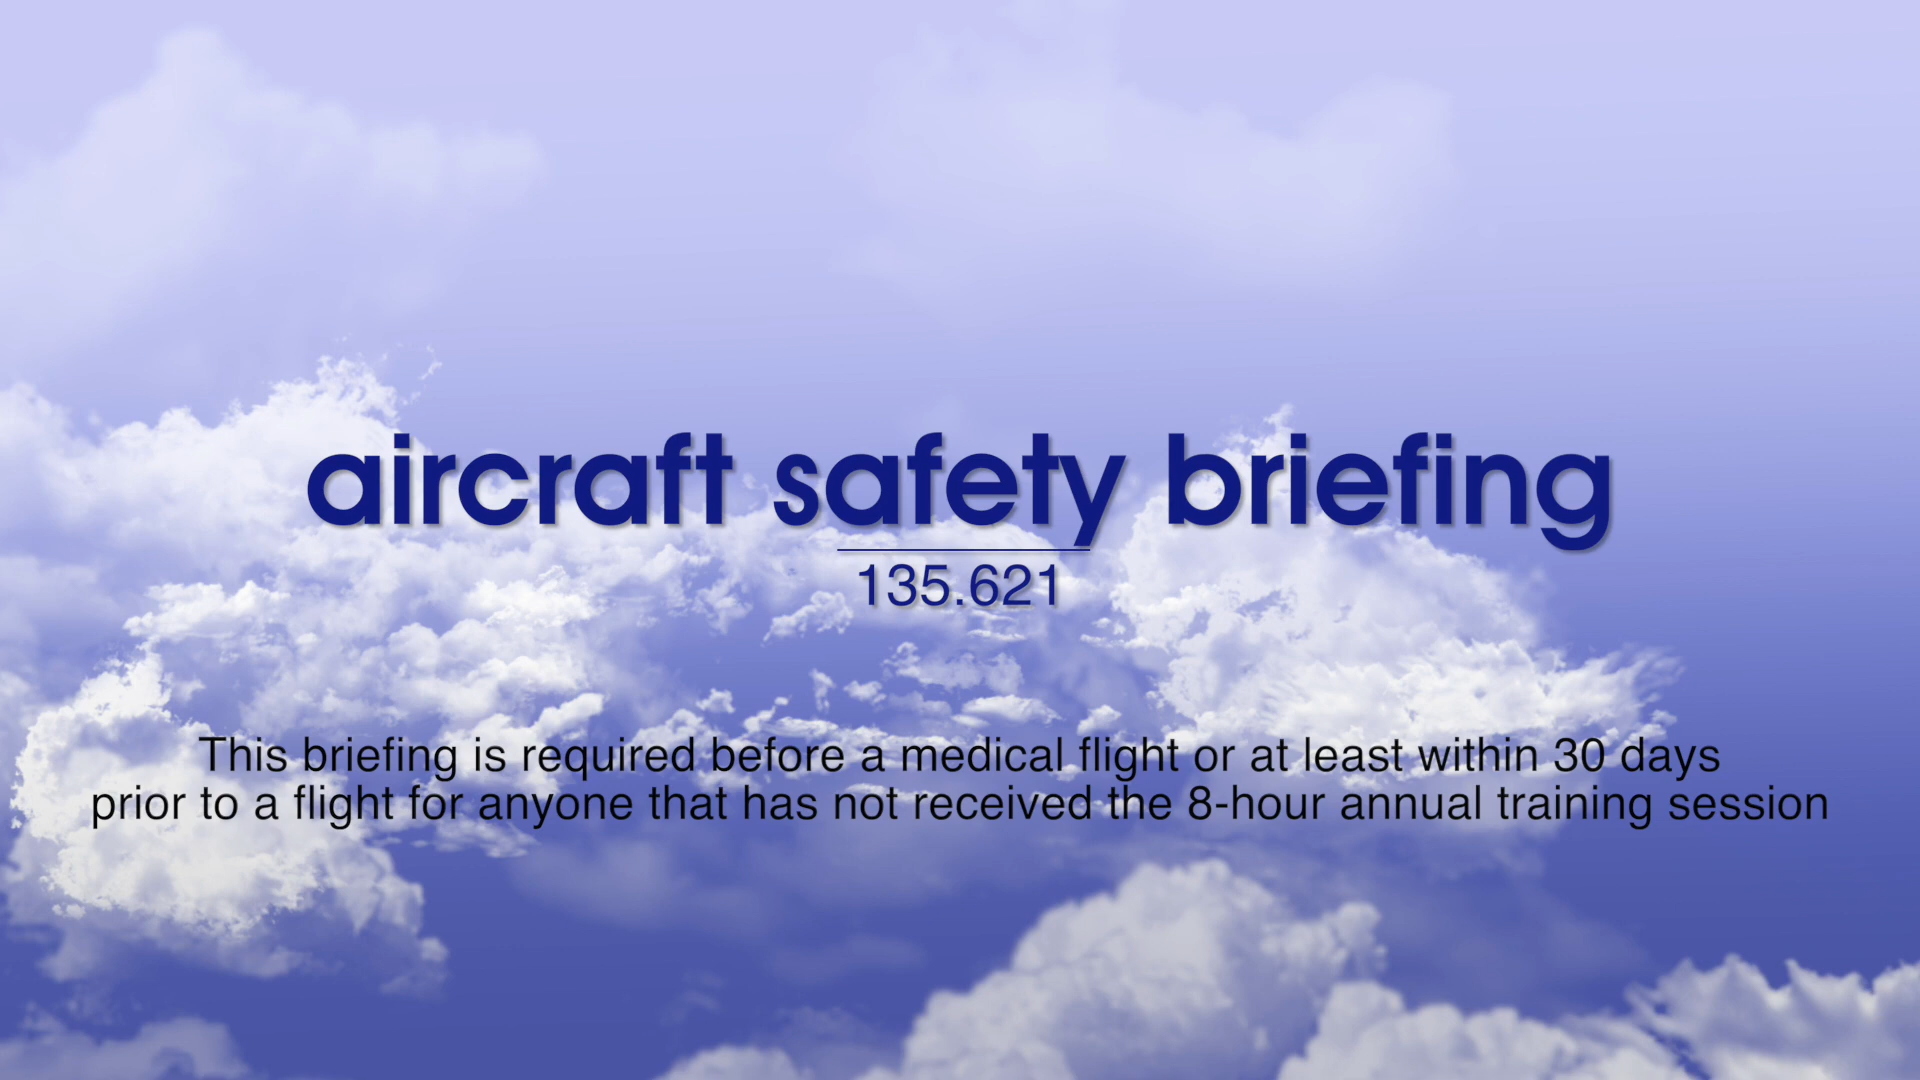 aircraft safety briefing
135.621
This briefing is required before a medical flight or at least within 30 days
prior to a flight for anyone that has not received the 8-hour annual training session